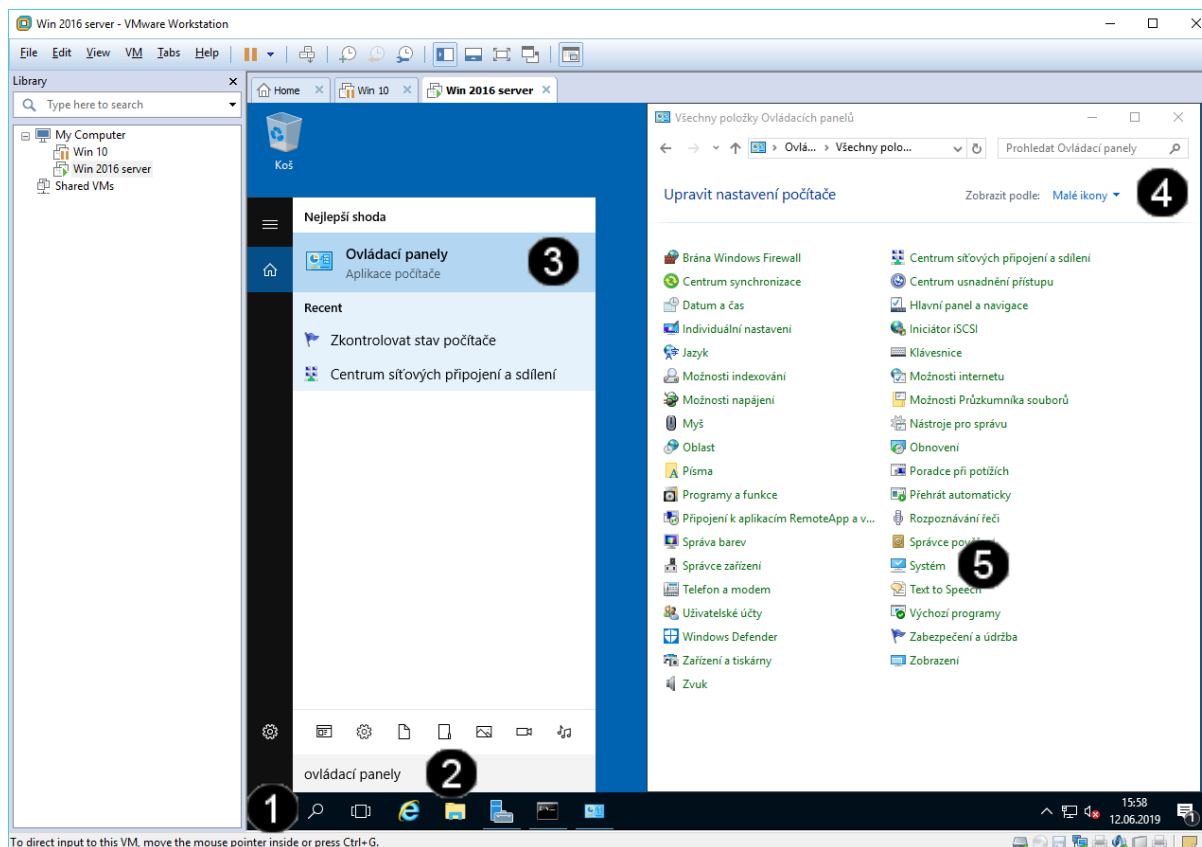 Win 2016 server - VMware Workstation
File Edit View VM Tabs Help
Library
Type here to search
My Computer
Win 10
Win 2016 server
Shared VMs
Home
Win 10
Win 2016 server
Koš
Nejlepší shoda
Ovládací panely
Aplikace počítače
3
Recent
Zkontrolovat stav počítače
Centrum síťových připojení a sdílení
ovládací panely
2
1
Všechny položky Ovládacích panelů
Ovlá... Všechny polo...
Prohledat Ovládací panely
Upravit nastavení počítače
Zobrazit podle: Malé ikony
4
Brána Windows Firewall
Centrum synchronizace
Datum a čas
Individuální nastavení
Jazyk
Možnosti indexování
Možnosti napájení
Myš
Oblast
Písma
Programy a funkce
Připojení k aplikacím RemoteApp a v...
Správa barev
Správce zařízení
Telefon a modem
Uživatelské účty
Windows Defender
Zařízení a tiskárny
Zvuk
Centrum síťových připojení a sdílení
Centrum usnadnění přístupu
Hlavní panel a navigace
Iniciátor iSCSI
Klávesnice
Možnosti internetu
Možnosti Průzkumníka souborů
Nástroje pro správu
Obnovení
Poradce při potížích
Přehrát automaticky
Rozpoznávání řeči
Správce
Systém
5
Text to Speech
Výchozí programy
Zabezpečení a údržba
Zobrazení
15:58
12.06.2019
1
To direct input to this VM, move the mouse pointer inside or press Ctrl+G.